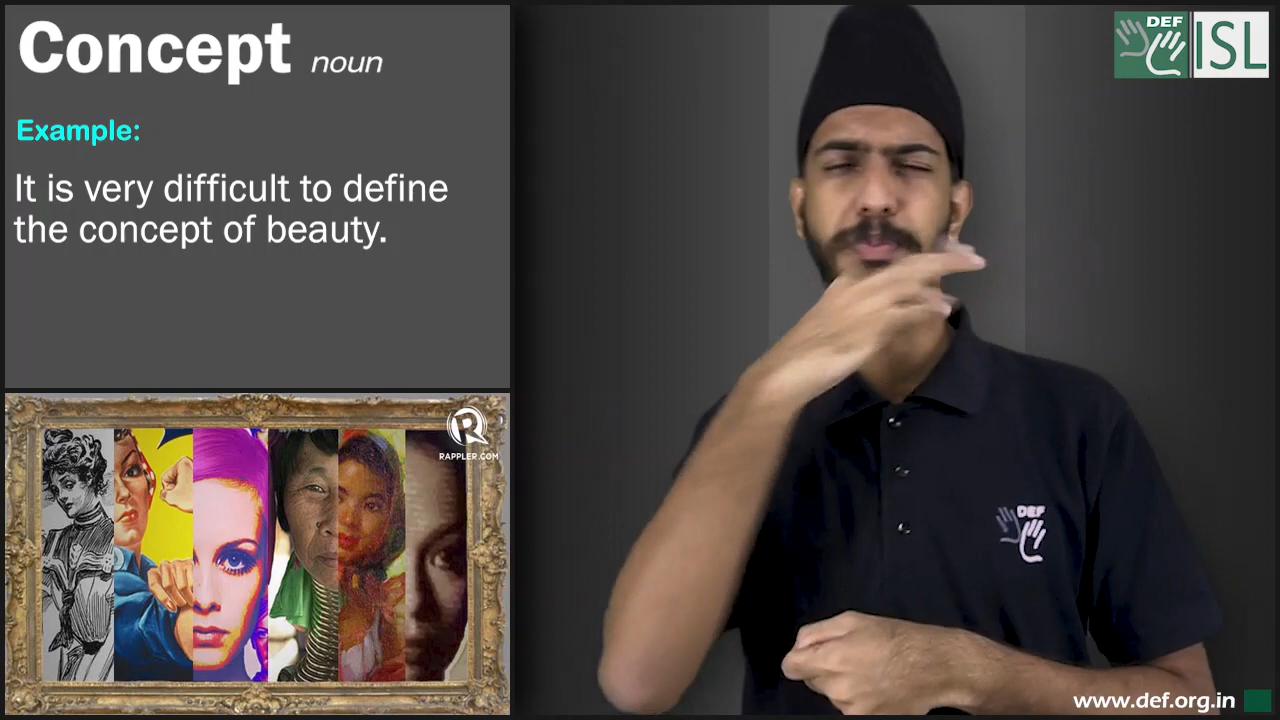 Concept noun
Example:
It is very difficult to define
the concept of beauty.
R
RAPPLER.COM
DEF
ISL
DEF
www.def.org.in